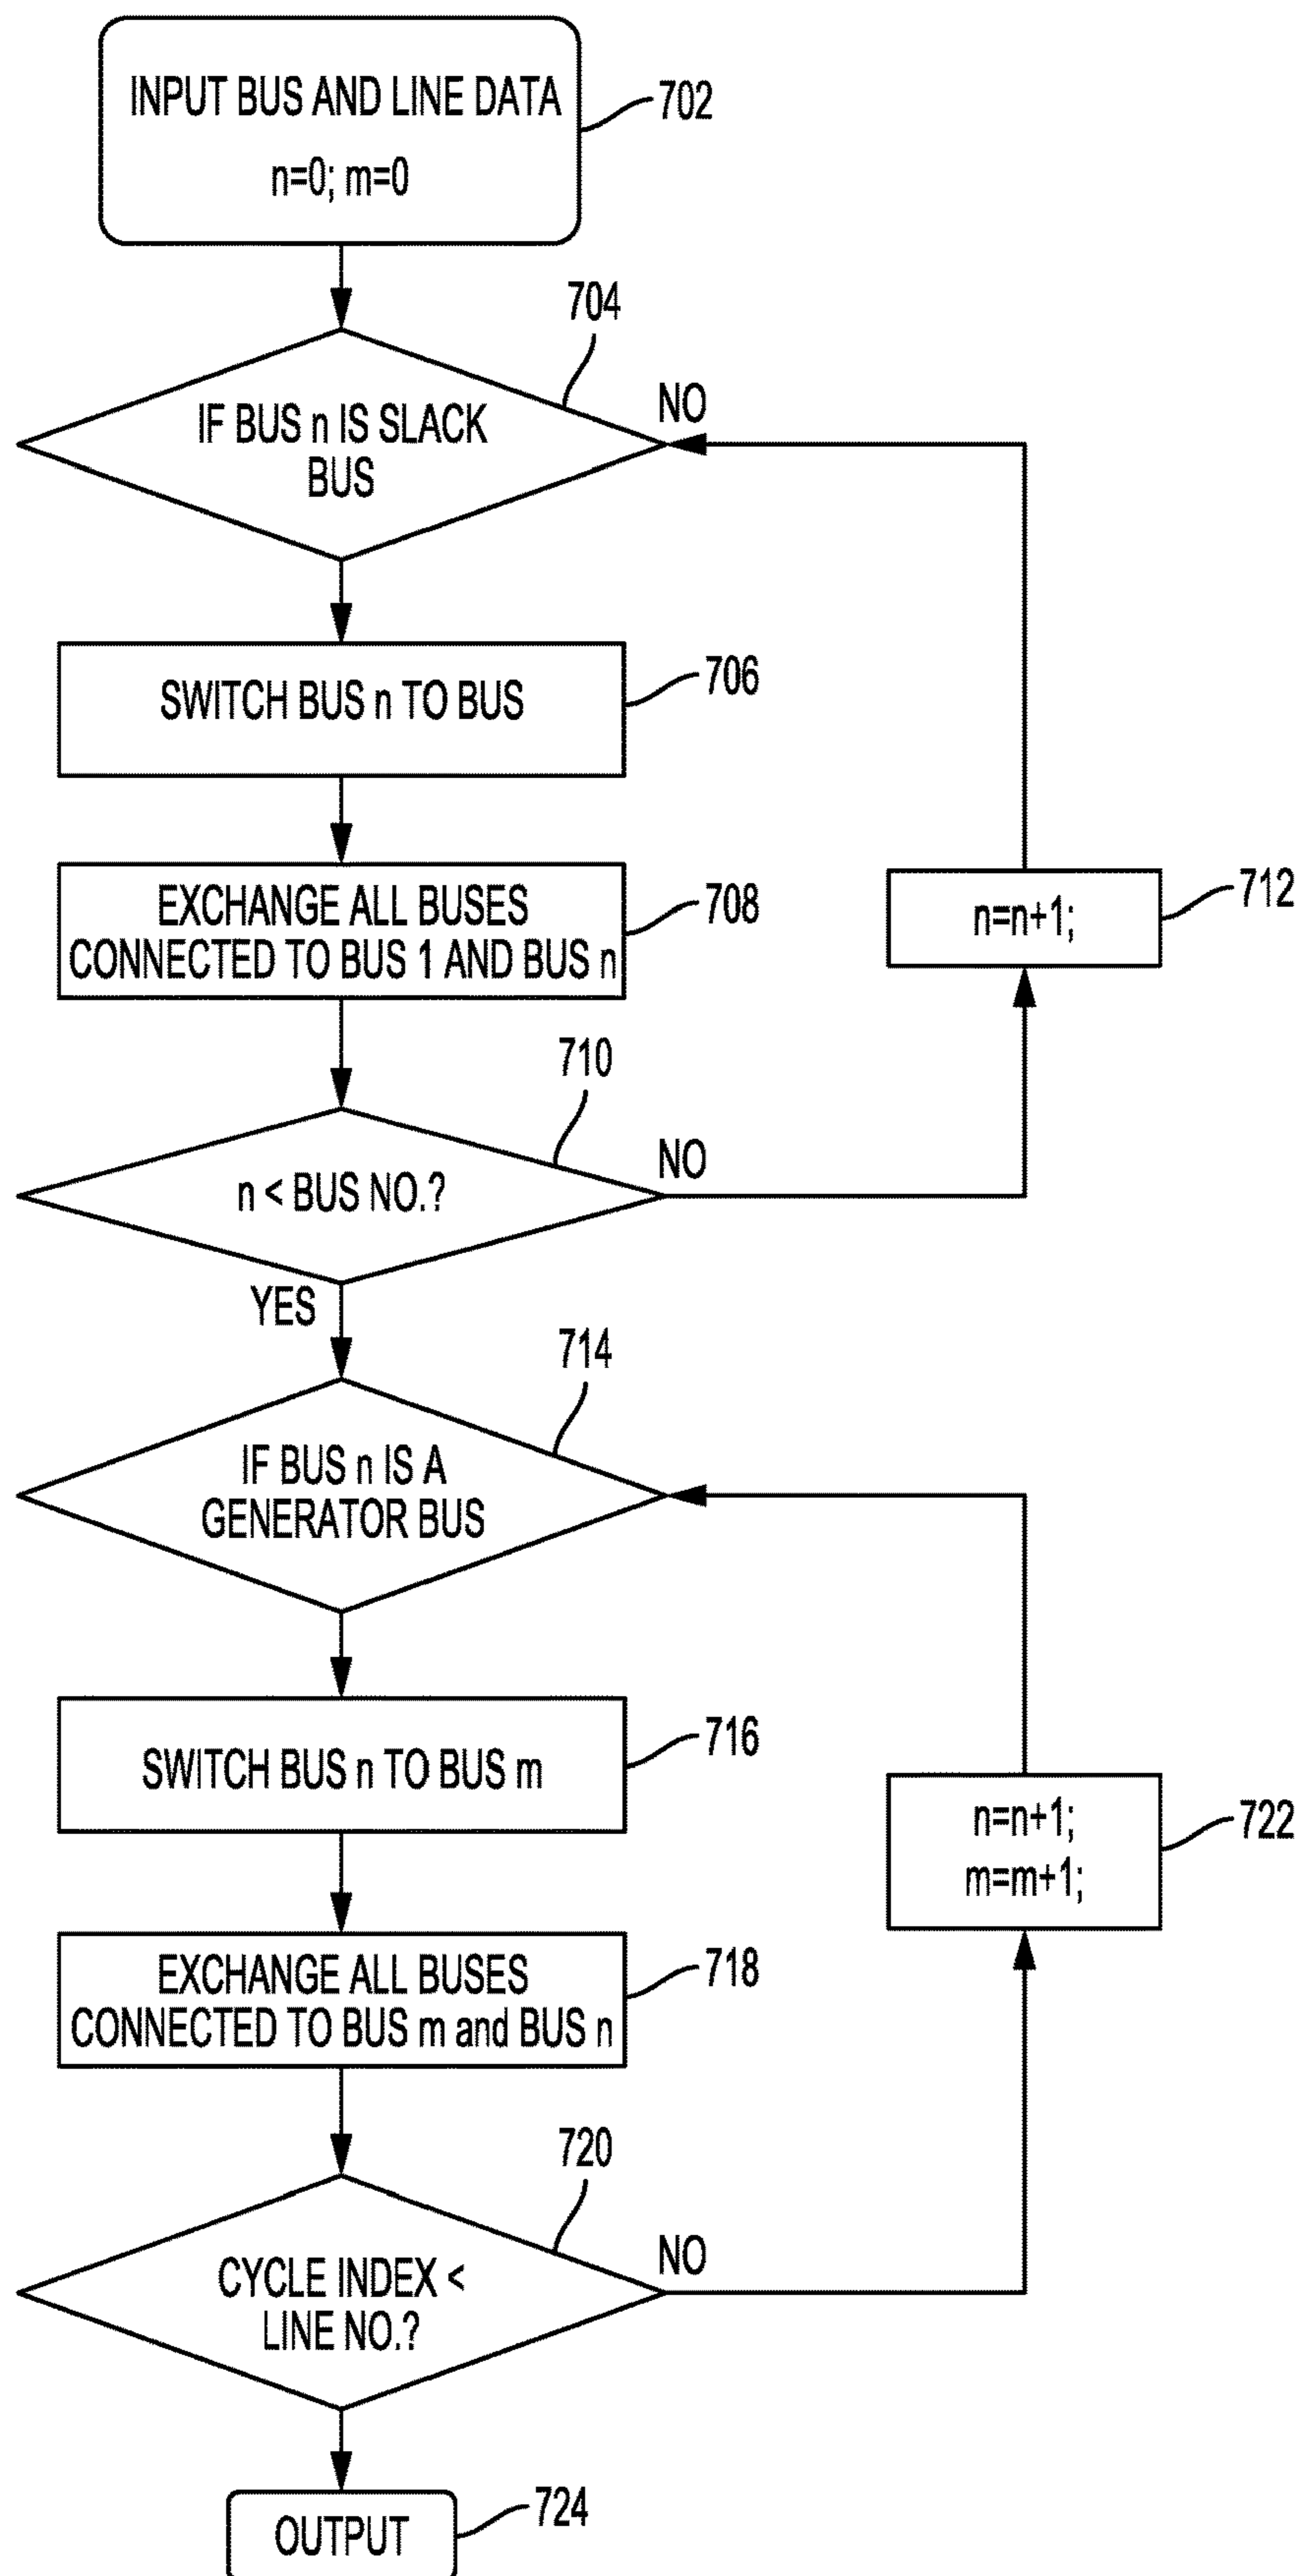 INPUT BUS AND LINE DATA
n=0; m=0
702
704
NO
IF BUS n IS SLACK
BUS
706
SWITCH BUS n TO BUS
708
EXCHANGE ALL BUSES
CONNECTED TO BUS 1 AND BUS n
712
n=n+1;
710
NO
n < BUS NO.?
YES
714
IF BUS n IS A
GENERATOR BUS
716
SWITCH BUS n TO BUS m
722
n=n+1;
m=m+1;
718
EXCHANGE ALL BUSES
CONNECTED TO BUS m and BUS n
720
NO
CYCLE INDEX <
LINE NO.?
724
OUTPUT